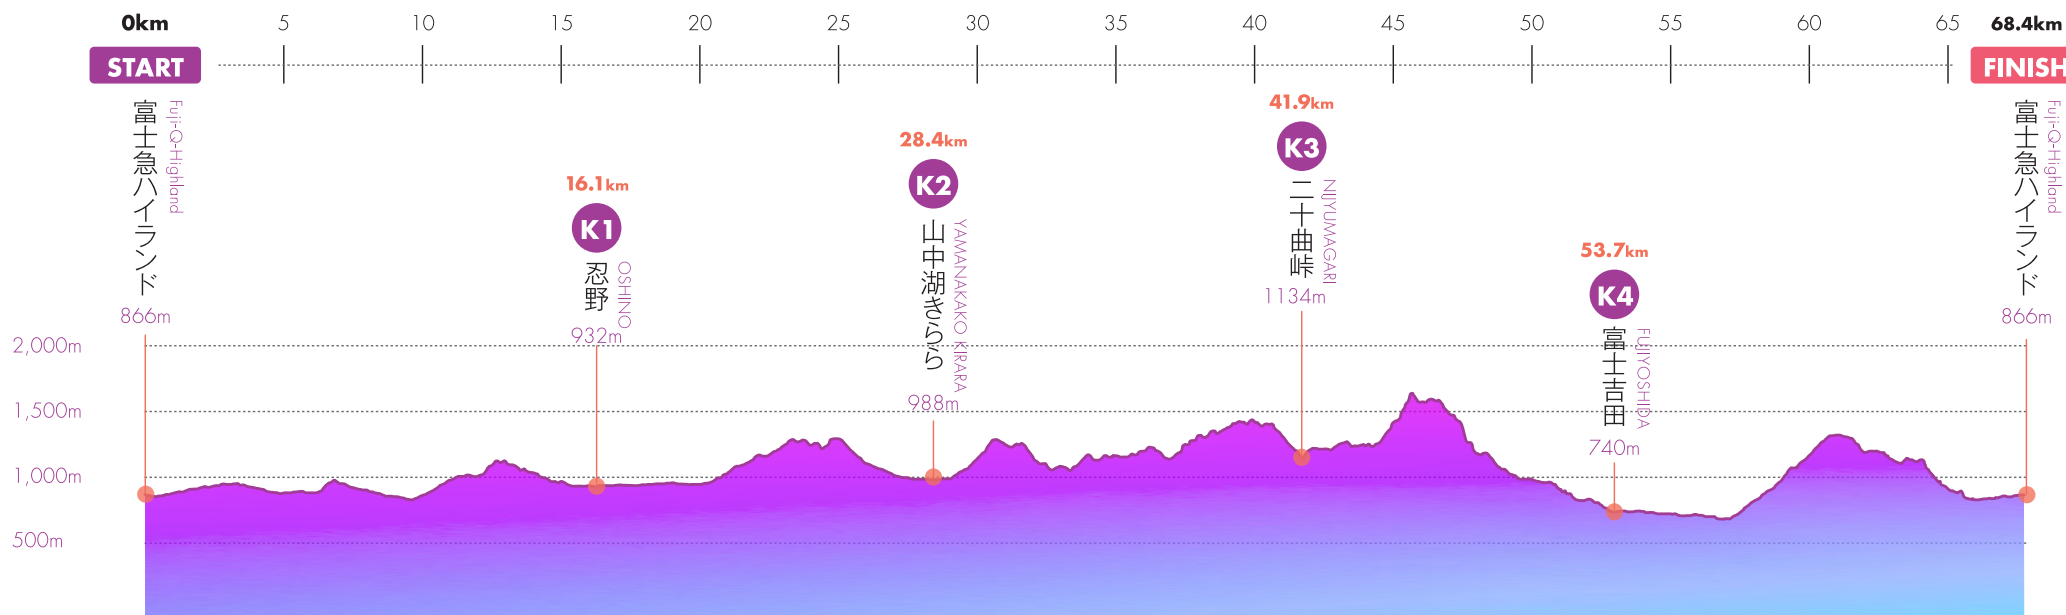 0km 5 10 15 20 25 30 35 40 45 50 55 60 65 68.4km
START
FINISH
富士急ハイランド
Fuji-Q-Highland
866m
16.1km
K1
忍野
OSHINO
932m
28.4km
K2
山中湖きらら
YAMANAKAKO KIRARA
988m
41.9km
K3
二十曲峠
NIJYUMAGARI
1134m
53.7km
K4
富士吉田
FUJIYOSHIDA
740m
富士急ハイランド
Fuji-Q-Highland
866m
2,000m
1,500m
1,000m
500m